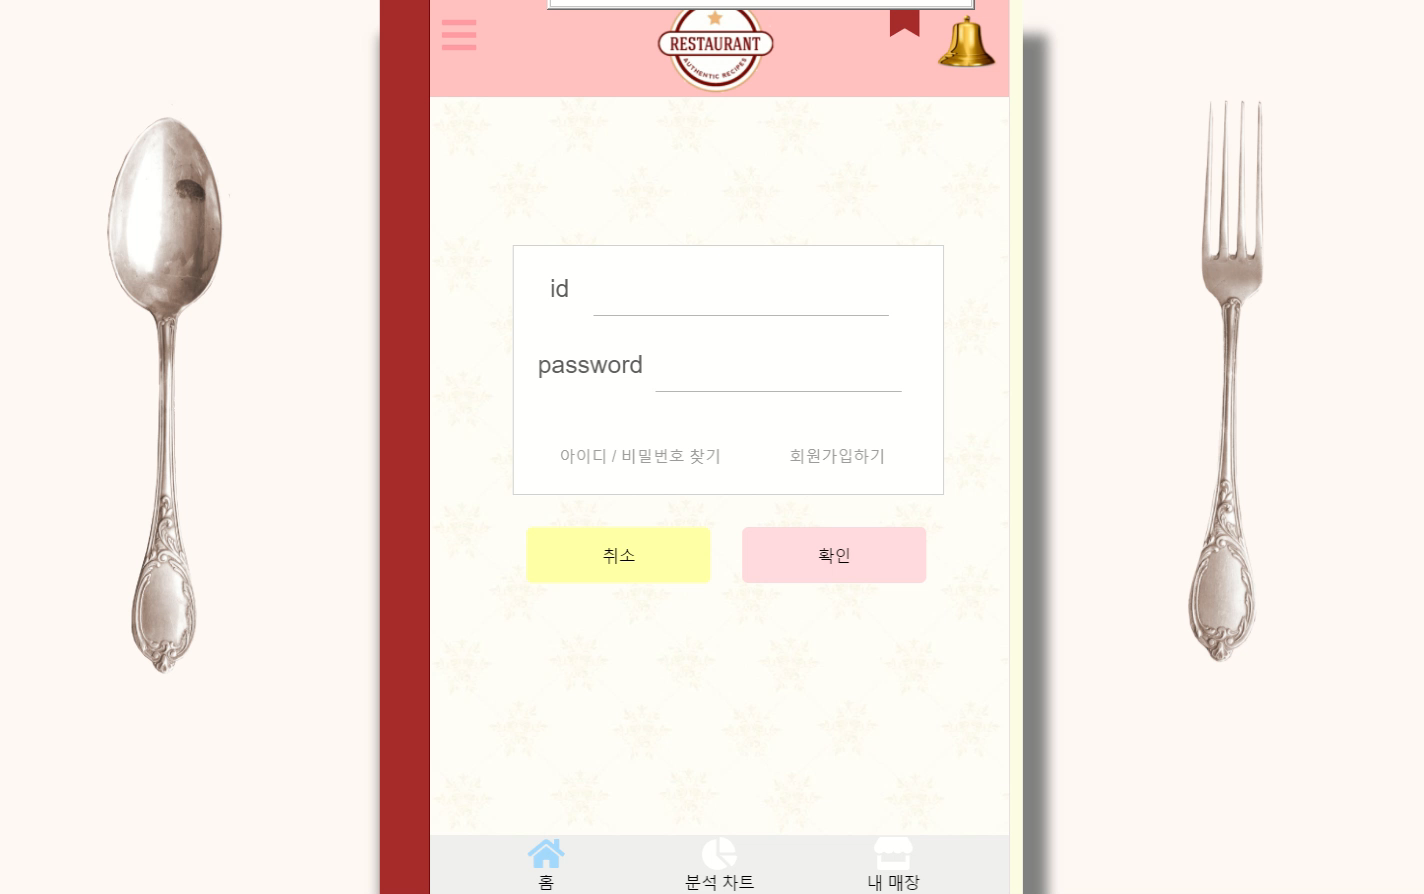 RESTAURANT
AUTHENTIC RECIPES
id
password
아이디 / 비밀번호 찾기 회원가입하기
취소 확인
홈 분석 차트 내 매장